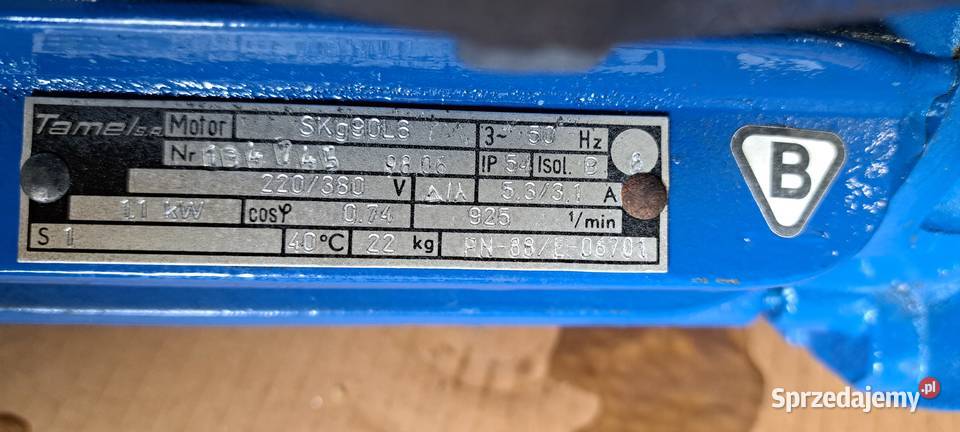 Tamel S.A. Motor SKg90L6 3~ 50 Hz
Nr 98.06 IP 54 Isol. B 8
220/380 V △/⅄ 5.3/3.1 A
1.1 kW cosφ 0.74 925 1/min
S 1 40°C 22 kg PN-88/E-06701
B
Sprzedajemy.pl